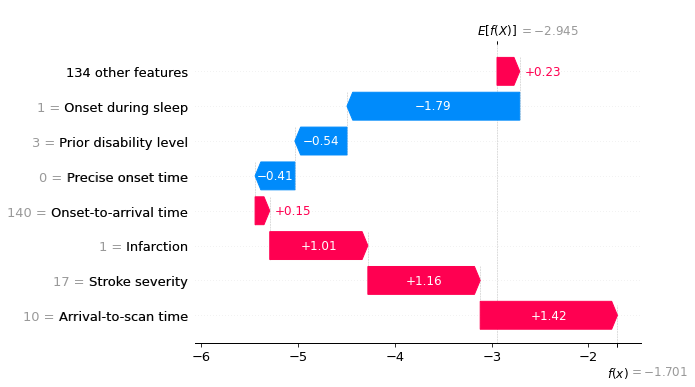 E[f(X)] = −2.945
134 other features +0.23
1 = Onset during sleep −1.79
3 = Prior disability level −0.54
0 = Precise onset time −0.41
140 = Onset-to-arrival time +0.15
1 = Infarction +1.01
17 = Stroke severity +1.16
10 = Arrival-to-scan time +1.42
−6 −5 −4 −3 −2
f(x) = −1.701